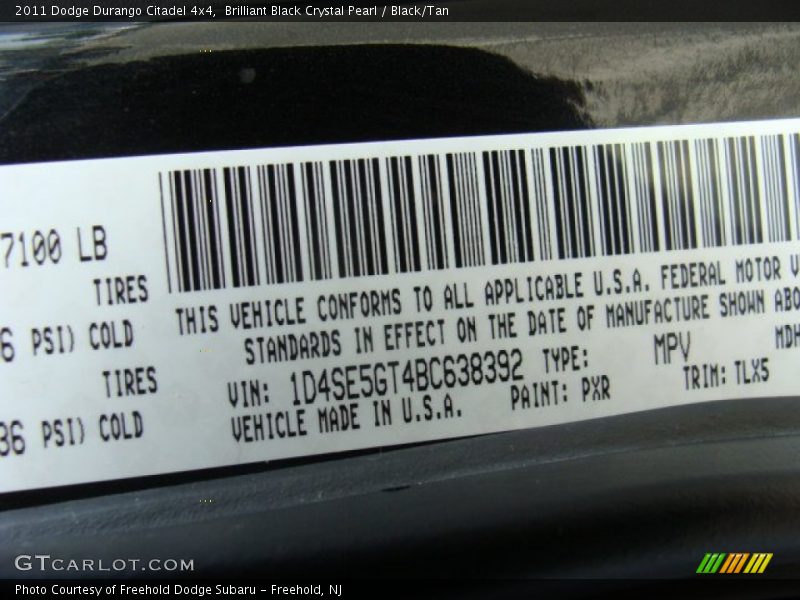 2011 Dodge Durango Citadel 4x4,  Brilliant Black Crystal Pearl / Black/Tan
7100 LB
TIRES
6 PSI) COLD
TIRES
36 PSI) COLD
THIS VEHICLE CONFORMS TO ALL APPLICABLE U.S.A. FEDERAL MOTOR V
STANDARDS IN EFFECT ON THE DATE OF MANUFACTURE SHOWN ABO
VIN: 1D4SE5GT4BC638392 TYPE: MPV MDH
VEHICLE MADE IN U.S.A. PAINT: PXR TRIM: TLX5
GTCARLOT.COM
Photo Courtesy of Freehold Dodge Subaru - Freehold, NJ